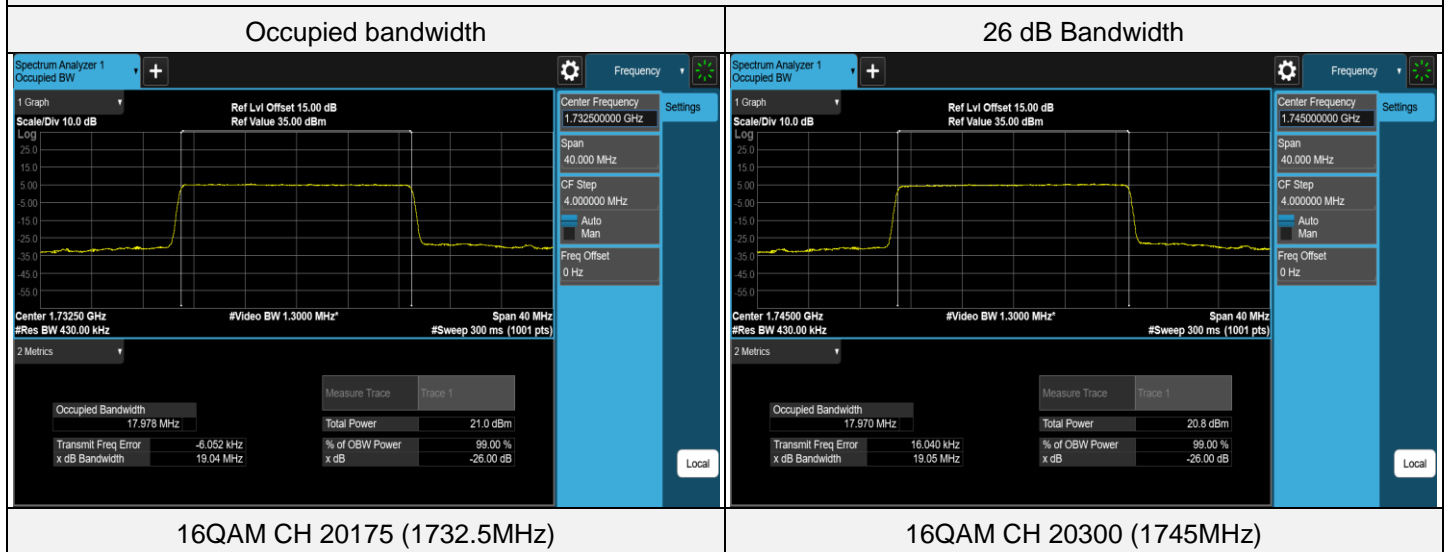 Occupied bandwidth
26 dB Bandwidth
Spectrum Analyzer 1
Occupied BW
+
Frequency
1 Graph
Scale/Div 10.0 dB
Ref Lvl Offset 15.00 dB
Ref Value 35.00 dBm
Log
25.0
15.0
5.00
-5.00
-15.0
-25.0
-35.0
-45.0
-55.0
Center 1.73250 GHz
#Res BW 430.00 kHz
#Video BW 1.3000 MHz*
Span 40 MHz
#Sweep 300 ms (1001 pts)
Center Frequency
1.732500000 GHz
Span
40.000 MHz
CF Step
4.000000 MHz
Auto
Man
Freq Offset
0 Hz
Settings
Local
2 Metrics
Measure Trace Trace 1
Occupied Bandwidth
17.978 MHz
Total Power 21.0 dBm
Transmit Freq Error -6.052 kHz
% of OBW Power 99.00 %
x dB Bandwidth 19.04 MHz
x dB -26.00 dB
Spectrum Analyzer 1
Occupied BW
+
Frequency
1 Graph
Scale/Div 10.0 dB
Ref Lvl Offset 15.00 dB
Ref Value 35.00 dBm
Log
25.0
15.0
5.00
-5.00
-15.0
-25.0
-35.0
-45.0
-55.0
Center 1.74500 GHz
#Res BW 430.00 kHz
#Video BW 1.3000 MHz*
Span 40 MHz
#Sweep 300 ms (1001 pts)
Center Frequency
1.745000000 GHz
Span
40.000 MHz
CF Step
4.000000 MHz
Auto
Man
Freq Offset
0 Hz
Settings
Local
2 Metrics
Measure Trace Trace 1
Occupied Bandwidth
17.970 MHz
Total Power 20.8 dBm
Transmit Freq Error 16.040 kHz
% of OBW Power 99.00 %
x dB Bandwidth 19.05 MHz
x dB -26.00 dB
16QAM CH 20175 (1732.5MHz)
16QAM CH 20300 (1745MHz)